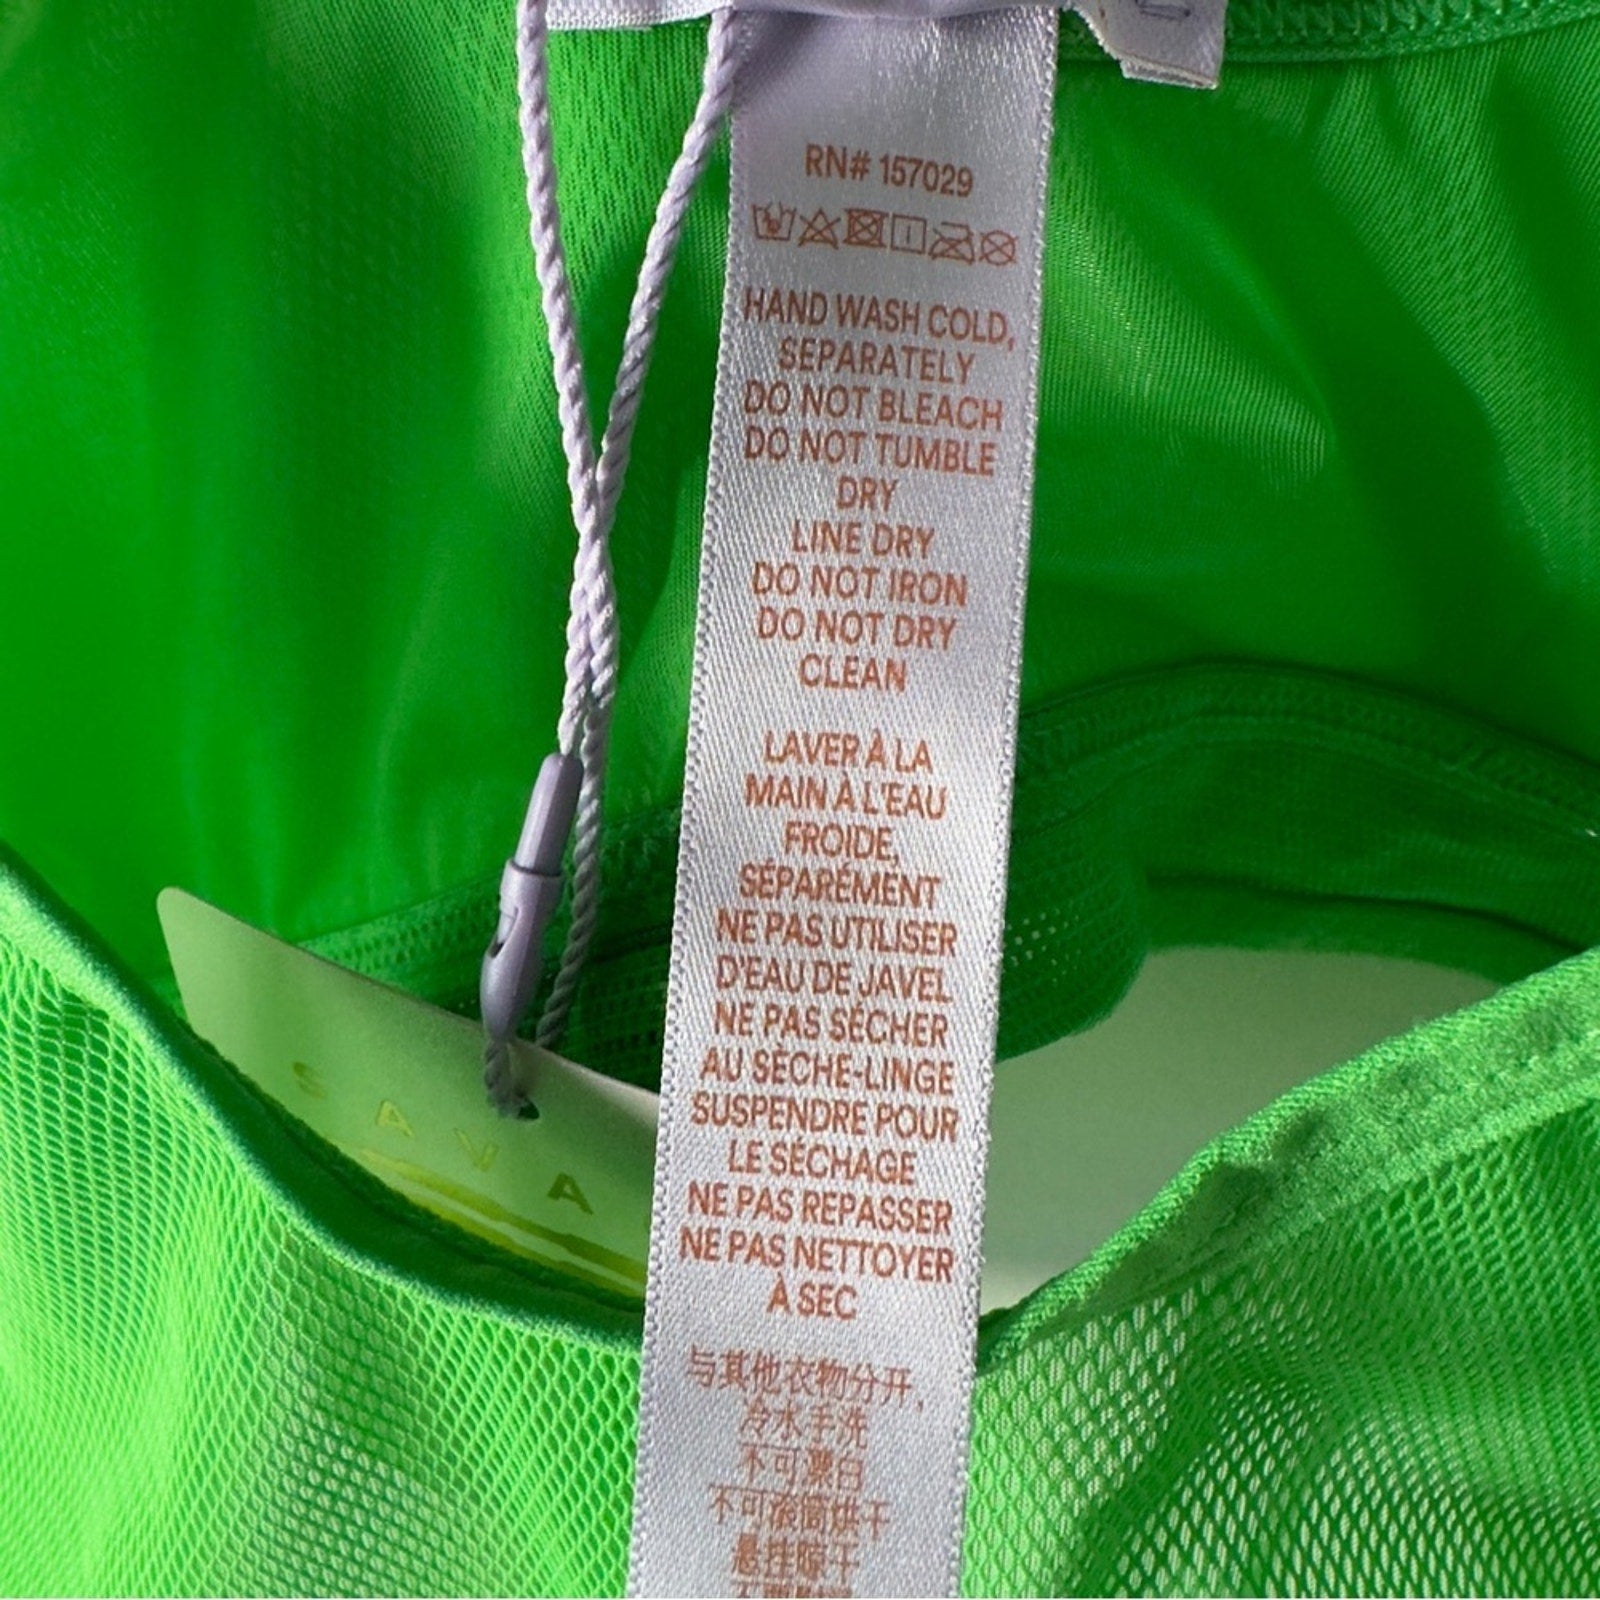 RN# 157029
HAND WASH COLD,
SEPARATELY
DO NOT BLEACH
DO NOT TUMBLE
DRY
LINE DRY
DO NOT IRON
DO NOT DRY
CLEAN
LAVER À LA
MAIN À L'EAU
FROIDE,
SÉPARÉMENT
NE PAS UTILISER
D'EAU DE JAVEL
NE PAS SÉCHER
AU SÈCHE-LINGE
SUSPENDRE POUR
LE SÉCHAGE
NE PAS REPASSER
NE PAS NETTOYER
À SEC
与其他衣物分开,
冷水手洗
不可漂白
不可滚筒烘干
悬挂晾干
SAVA